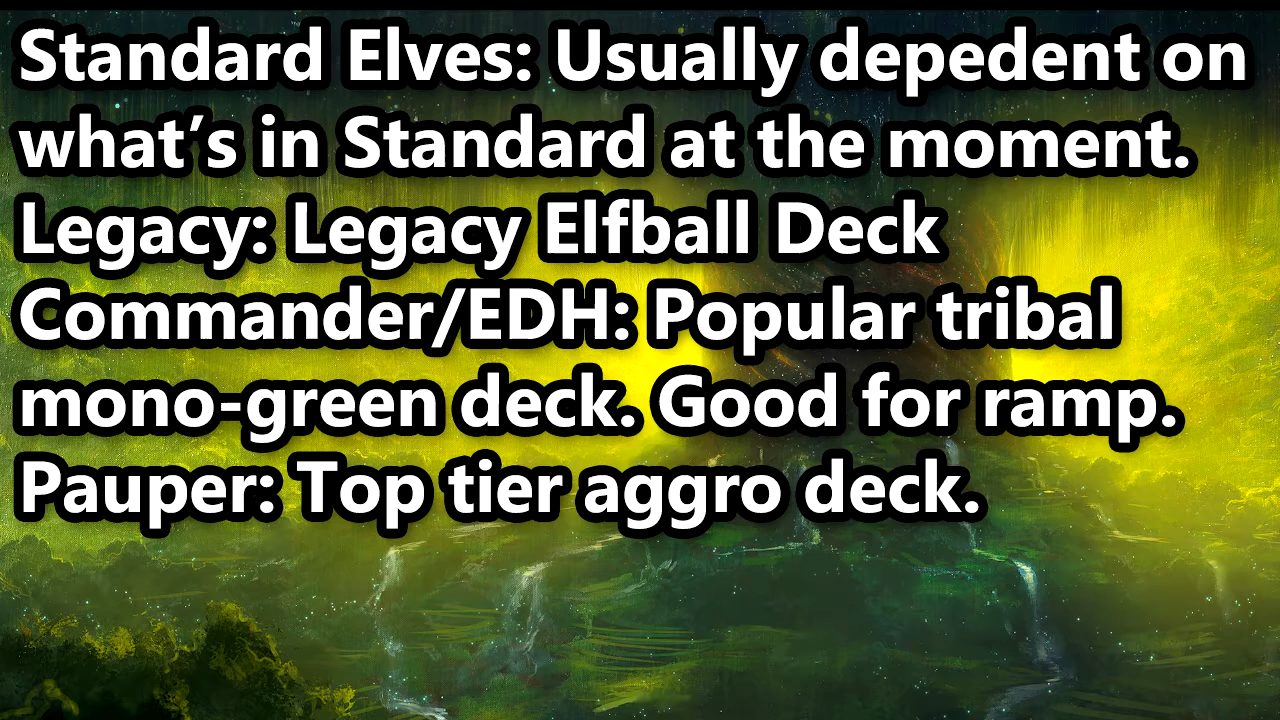 Standard Elves: Usually depedent on
what’s in Standard at the moment.
Legacy: Legacy Elfball Deck
Commander/EDH: Popular tribal
mono-green deck. Good for ramp.
Pauper: Top tier aggro deck.